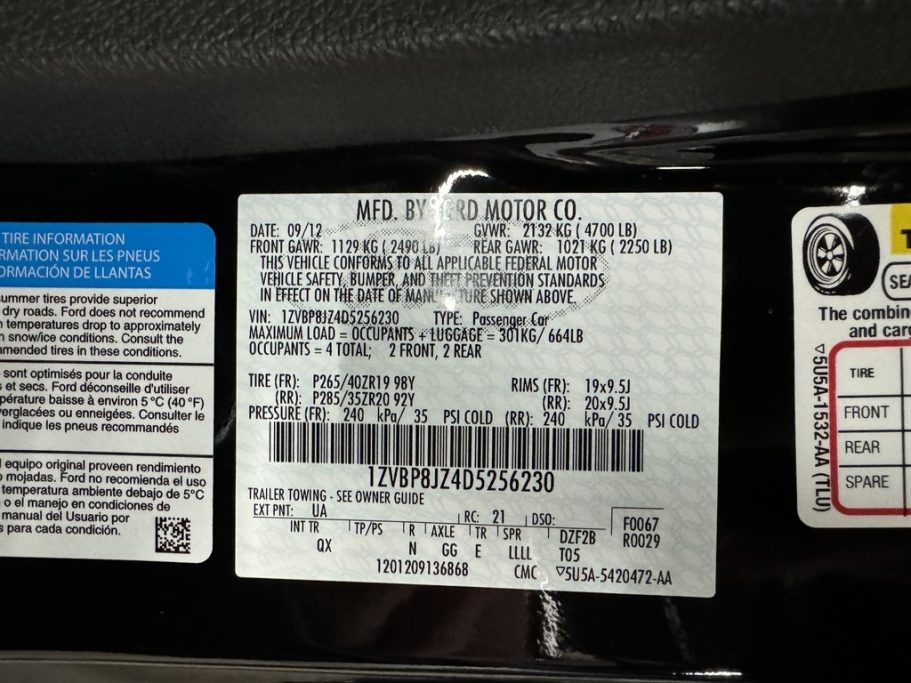 TIRE INFORMATION
RMATION SUR LES PNEUS
ORMACIÓN DE LLANTAS
summer tires provide superior
dry roads. Ford does not recommend
temperatures drop to approximately
snow/ice conditions. Consult the
mmended tires in these conditions.
sont optimisés pour la conduite
s et secs. Ford déconseille d'utiliser
pérature baisse à environ 5°C (40°F)
verglacées ou enneigées. Consulter le
indique les pneus recommandés
l equipo original proveen rendimiento
o mojadas. Ford no recomienda el uso
temperatura ambiente debajo de 5°C
o el manejo en condiciones de
manual del Usuario por
s para cada condición.
MFD. BY FORD MOTOR CO.
DATE: 09/12 GVWR: 2132 KG ( 4700 LB)
FRONT GAWR: 1129 KG ( 2490 LB) REAR GAWR: 1021 KG ( 2250 LB)
THIS VEHICLE CONFORMS TO ALL APPLICABLE FEDERAL MOTOR
VEHICLE SAFETY, BUMPER, AND THEFT PREVENTION STANDARDS
IN EFFECT ON THE DATE OF MANUFACTURE SHOWN ABOVE.
VIN: 1ZVBP8JZ4D5256230 TYPE: Passenger Car
MAXIMUM LOAD = OCCUPANTS + LUGGAGE = 301KG/ 664LB
OCCUPANTS = 4 TOTAL; 2 FRONT, 2 REAR
TIRE (FR): P265/40ZR19 98Y RIMS (FR): 19x9.5J
(RR): P285/35ZR20 92Y (RR): 20x9.5J
PRESSURE (FR): 240 kPa/ 35 PSI COLD (RR): 240 kPa/ 35 PSI COLD
1ZVBP8JZ4D5256230
TRAILER TOWING - SEE OWNER GUIDE
EXT PNT: UA RC: 21 DSO: F0067
INT TR TP/PS R AXLE TR SPR DZF2B R0029
QX N GG E LLLL T05
1201209136868 CMC ▽5U5A-5420472-AA
T
SEA
The combin
and car
▽5U5A-1532-AA (TLU)
TIRE
FRONT
REAR
SPARE